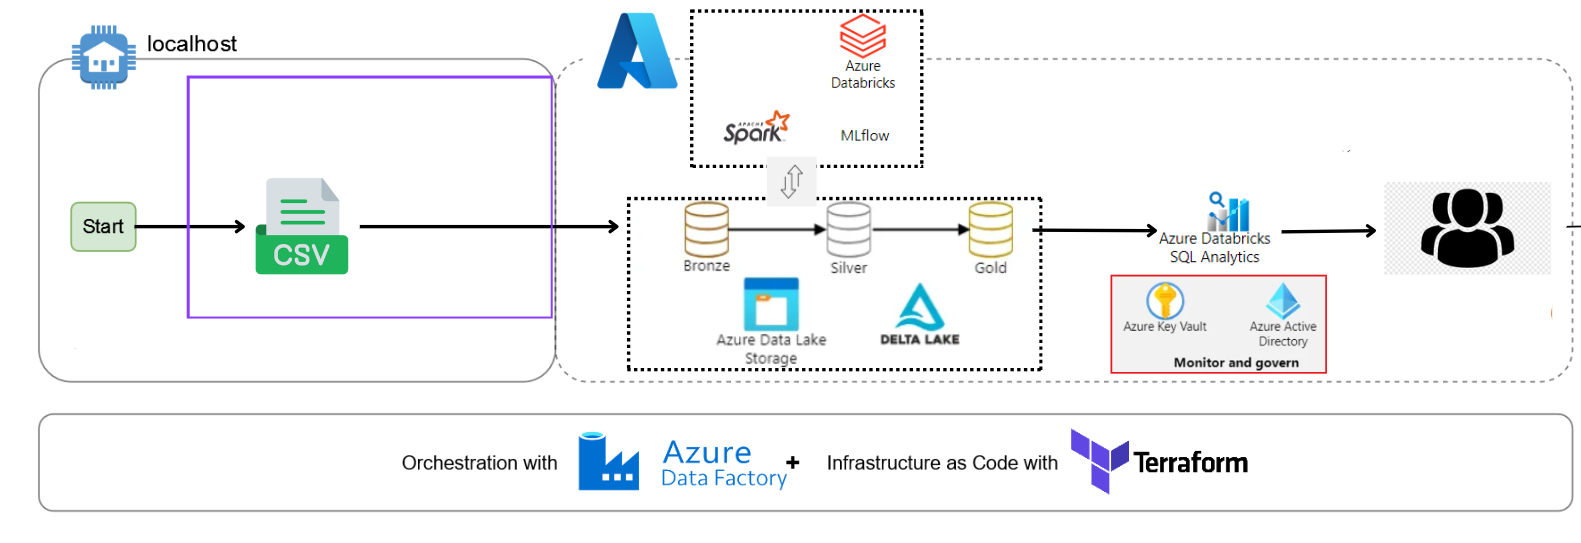 localhost
Azure
Databricks
APACHE
Spark
MLflow
Start
CSV
Bronze
Silver
Gold
Azure Data Lake
Storage
DELTA LAKE
Azure Databricks
SQL Analytics
Azure Key Vault
Azure Active
Directory
Monitor and govern
Orchestration with
Azure
Data Factory
+
Infrastructure as Code with
Terraform